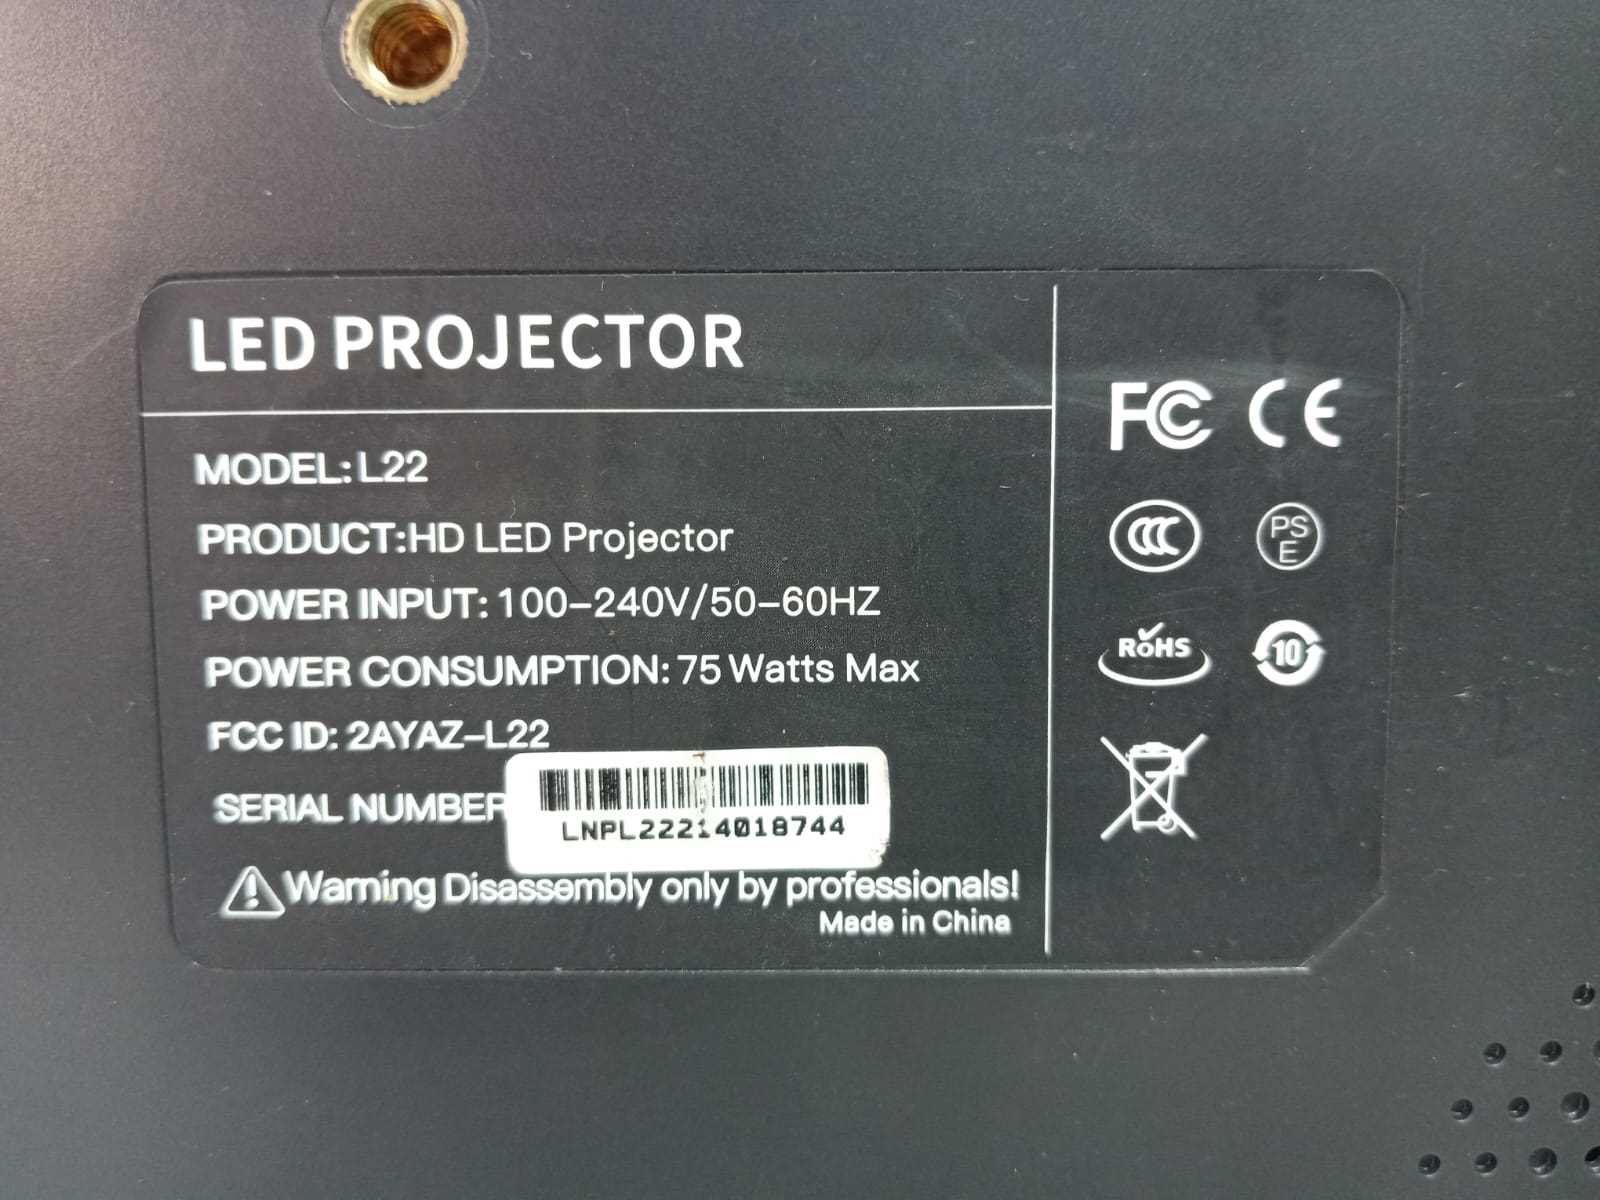 LED PROJECTOR
MODEL: L22
PRODUCT:HD LED Projector
POWER INPUT: 100-240V/50-60HZ
POWER CONSUMPTION: 75 Watts Max
FCC ID: 2AYAZ-L22
SERIAL NUMBER
LNPL22214018744
Warning Disassembly only by professionals!
Made in China
FC CE
CCC PS E
RoHS 10